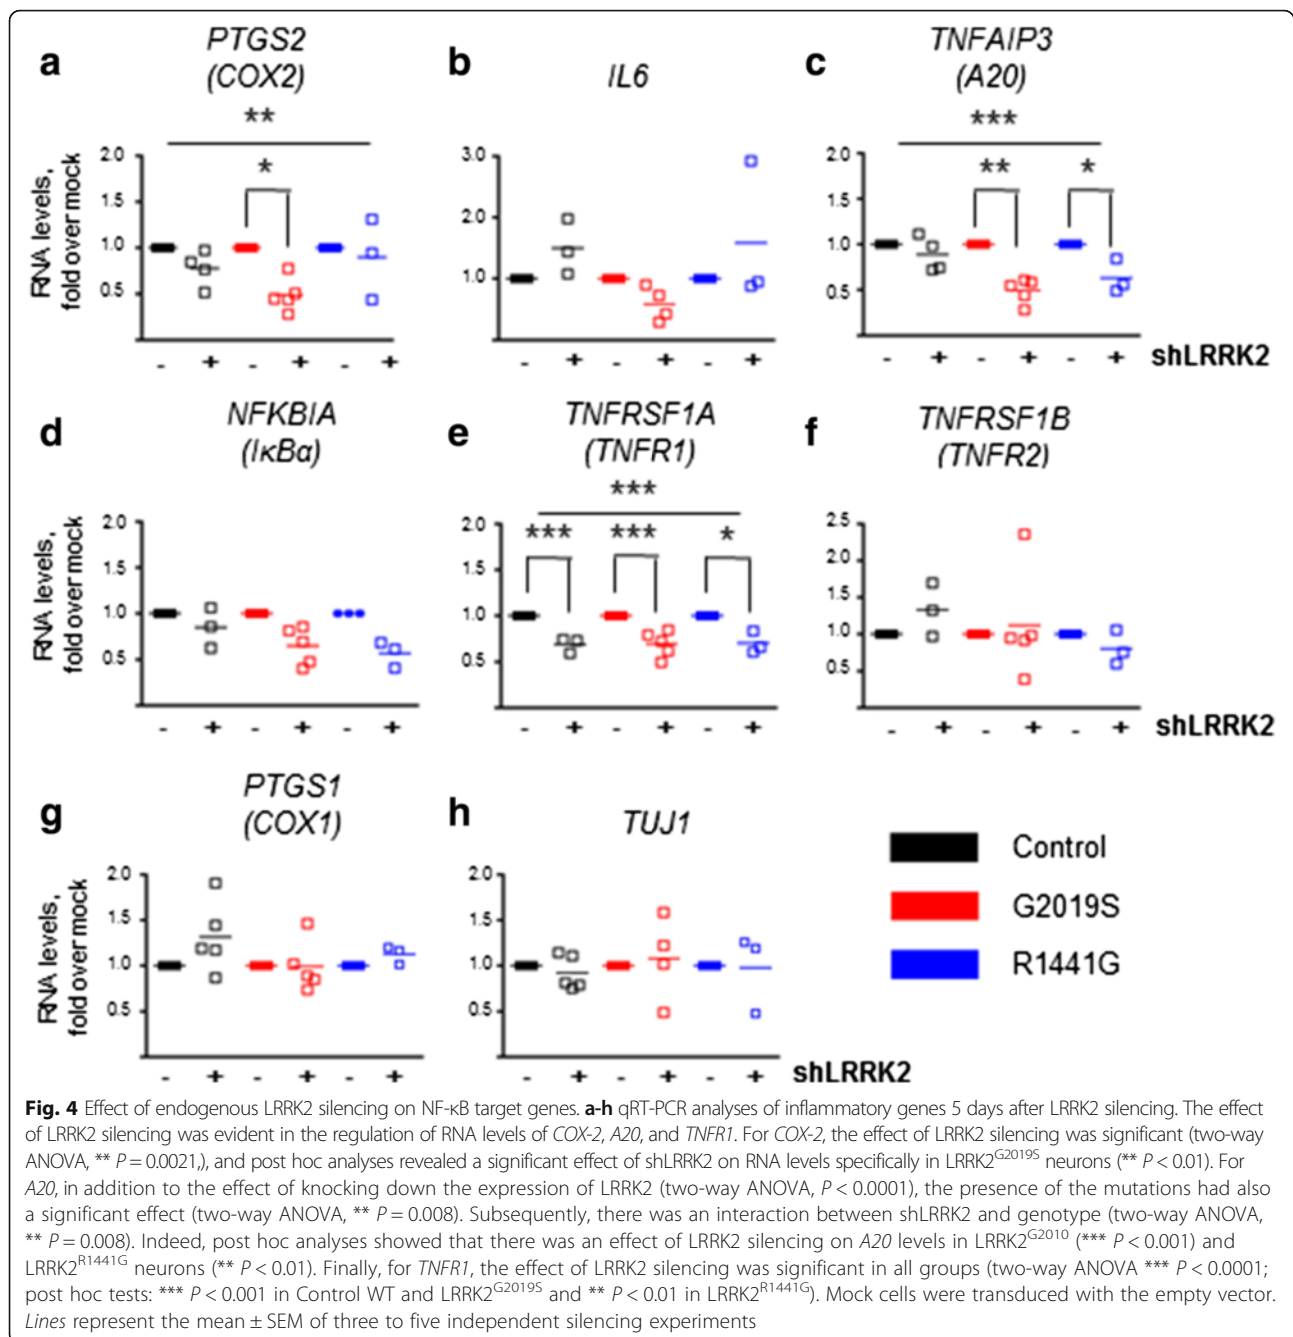 a PTGS2 (COX2)
**
*
RNA levels, fold over mock
2.0
1.5
1.0
0.5
- + - + - +
b IL6
3.0
2.0
1.0
- + - + - +
c TNFAIP3 (A20)
***
** *
2.0
1.5
1.0
0.5
- + - + - + shLRRK2
d NFKBIA (IκBα)
RNA levels, fold over mock
2.0
1.5
1.0
0.5
- + - + - +
e TNFRSF1A (TNFR1)
***
*** *** *
2.0
1.5
1.0
0.5
- + - + - +
f TNFRSF1B (TNFR2)
2.5
2.0
1.5
1.0
0.5
- + - + - + shLRRK2
g PTGS1 (COX1)
RNA levels, fold over mock
2.0
1.5
1.0
0.5
- + - + - +
h TUJ1
2.0
1.5
1.0
0.5
- + - + - + shLRRK2
Control
G2019S
R1441G
Fig. 4 Effect of endogenous LRRK2 silencing on NF-κB target genes. a-h qRT-PCR analyses of inflammatory genes 5 days after LRRK2 silencing. The effect
of LRRK2 silencing was evident in the regulation of RNA levels of COX-2, A20, and TNFR1. For COX-2, the effect of LRRK2 silencing was significant (two-way
ANOVA, ** P = 0.0021,), and post hoc analyses revealed a significant effect of shLRRK2 on RNA levels specifically in LRRK2G2019S neurons (** P < 0.01). For
A20, in addition to the effect of knocking down the expression of LRRK2 (two-way ANOVA, P < 0.0001), the presence of the mutations had also
a significant effect (two-way ANOVA, ** P = 0.008). Subsequently, there was an interaction between shLRRK2 and genotype (two-way ANOVA,
** P = 0.008). Indeed, post hoc analyses showed that there was an effect of LRRK2 silencing on A20 levels in LRRK2G2010 (*** P < 0.001) and
LRRK2R1441G neurons (** P < 0.01). Finally, for TNFR1, the effect of LRRK2 silencing was significant in all groups (two-way ANOVA *** P < 0.0001;
post hoc tests: *** P < 0.001 in Control WT and LRRK2G2019S and ** P < 0.01 in LRRK2R1441G). Mock cells were transduced with the empty vector.
Lines represent the mean ± SEM of three to five independent silencing experiments